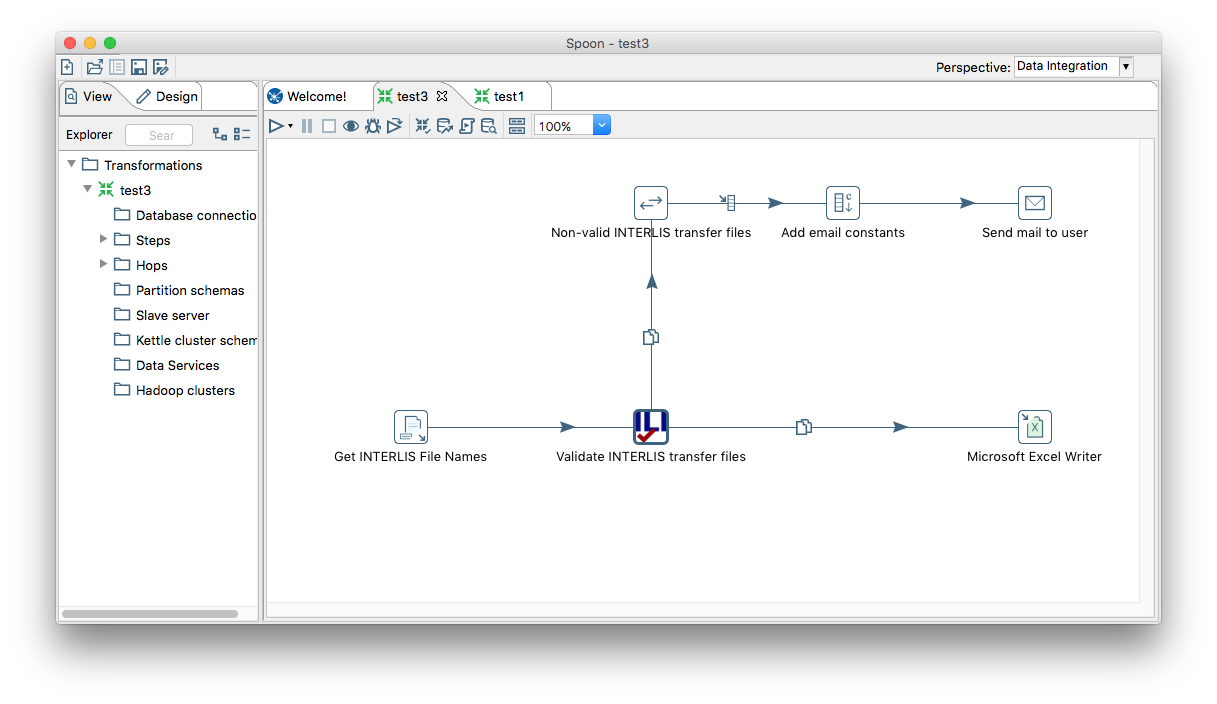 Spoon - test3
Perspective: Data Integration
View Design
Welcome! test3 test1
Explorer Sear
100%
Transformations
test3
Database connectio
Steps
Hops
Partition schemas
Slave server
Kettle cluster schem
Data Services
Hadoop clusters
Non-valid INTERLIS transfer files Add email constants Send mail to user
Get INTERLIS File Names Validate INTERLIS transfer files Microsoft Excel Writer